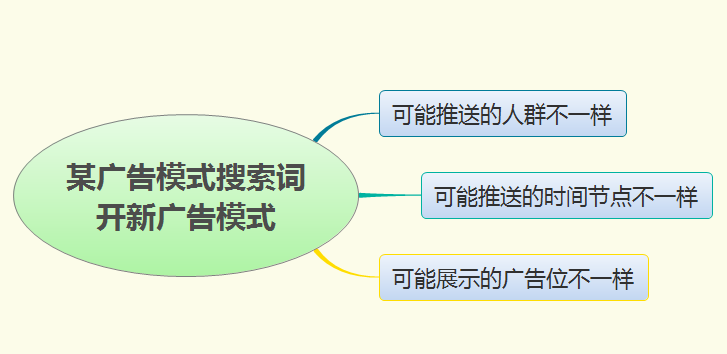 某广告模式搜索词
开新广告模式
可能推送的人群不一样
可能推送的时间节点不一样
可能展示的广告位不一样